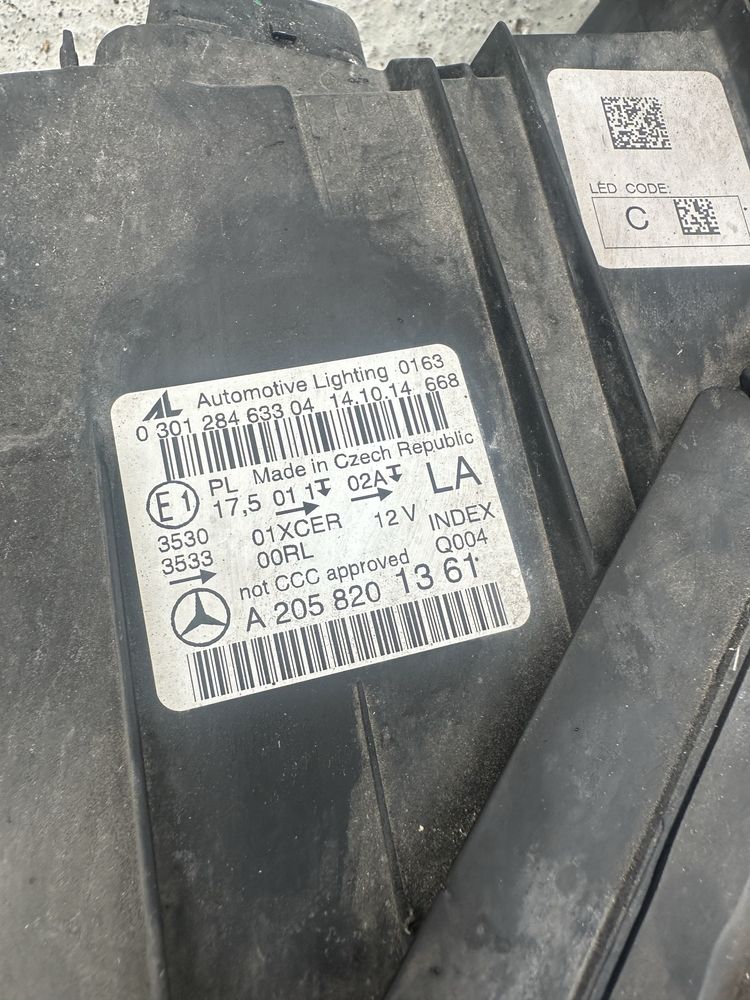 LED CODE:
C
AL Automotive Lighting 0163
0 301 284 633 04 14.10.14 668
PL Made in Czech Republic
E1 17,5 01 1 02A LA
3530 01XCER 12 V INDEX
3533 00RL Q004
not CCC approved
A 205 820 13 61